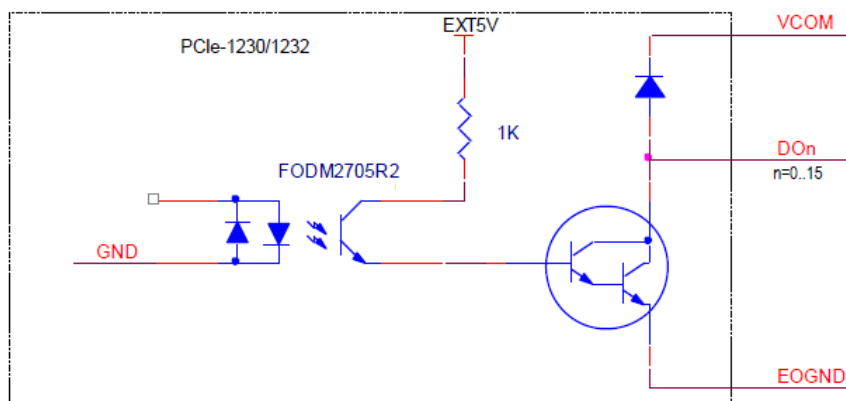 EXT5V
VCOM
PCIe-1230/1232
1K
DOn
n=0..15
FODM2705R2
GND
EOGND